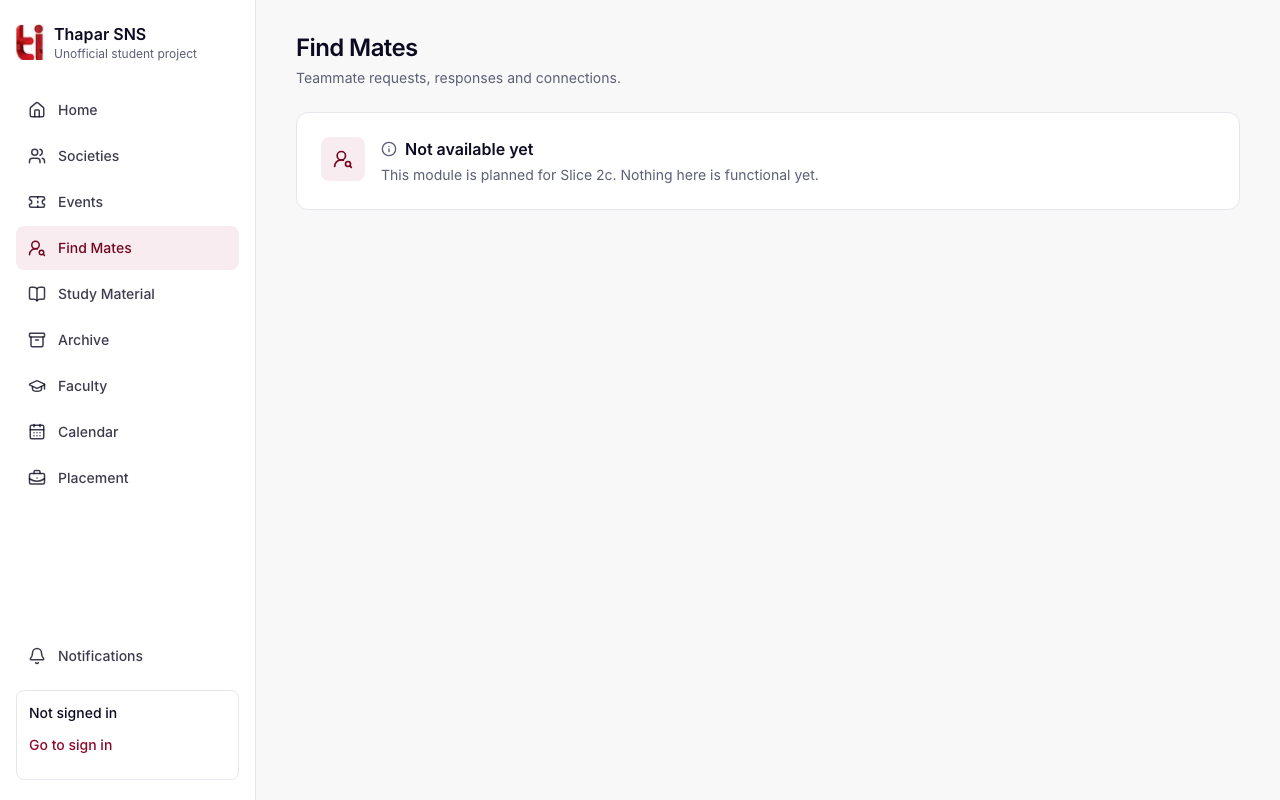 ti
Thapar SNS
Unofficial student project
Home
Societies
Events
Find Mates
Study Material
Archive
Faculty
Calendar
Placement
Notifications
Not signed in
Go to sign in
Find Mates
Teammate requests, responses and connections.
Not available yet
This module is planned for Slice 2c. Nothing here is functional yet.